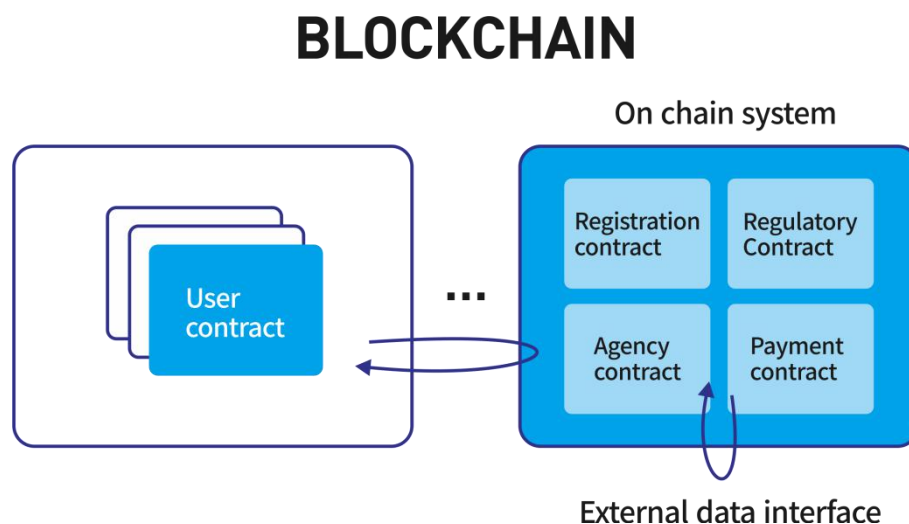 BLOCKCHAIN
On chain system
User
contract
...
Registration
contract
Regulatory
Contract
Agency
contract
Payment
contract
External data interface